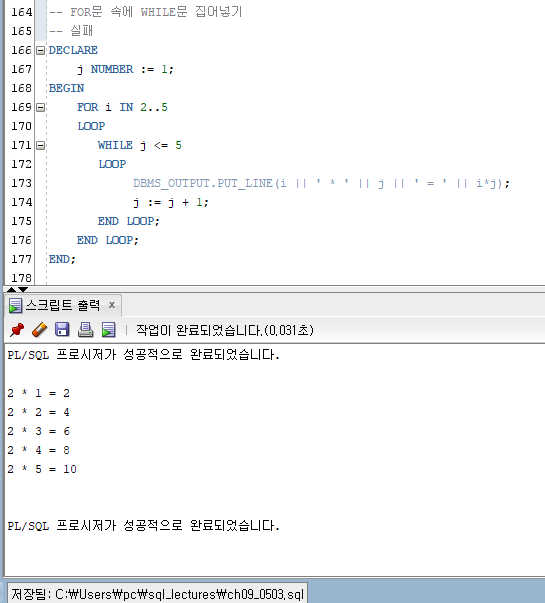 164 -- FOR문 속에 WHILE문 집어넣기
165 -- 실패
166 DECLARE
167 j NUMBER := 1;
168 BEGIN
169 FOR i IN 2..5
170 LOOP
171 WHILE j <= 5
172 LOOP
173 DBMS_OUTPUT.PUT_LINE(i || ' * ' || j || ' = ' || i*j);
174 j := j + 1;
175 END LOOP;
176 END LOOP;
177 END;
178
스크립트 출력 x
작업이 완료되었습니다.(0,031초)
PL/SQL 프로시저가 성공적으로 완료되었습니다.
2 * 1 = 2
2 * 2 = 4
2 * 3 = 6
2 * 4 = 8
2 * 5 = 10
PL/SQL 프로시저가 성공적으로 완료되었습니다.
저장됨: C:₩Users₩pc₩sql_lectures₩ch09_0503.sql